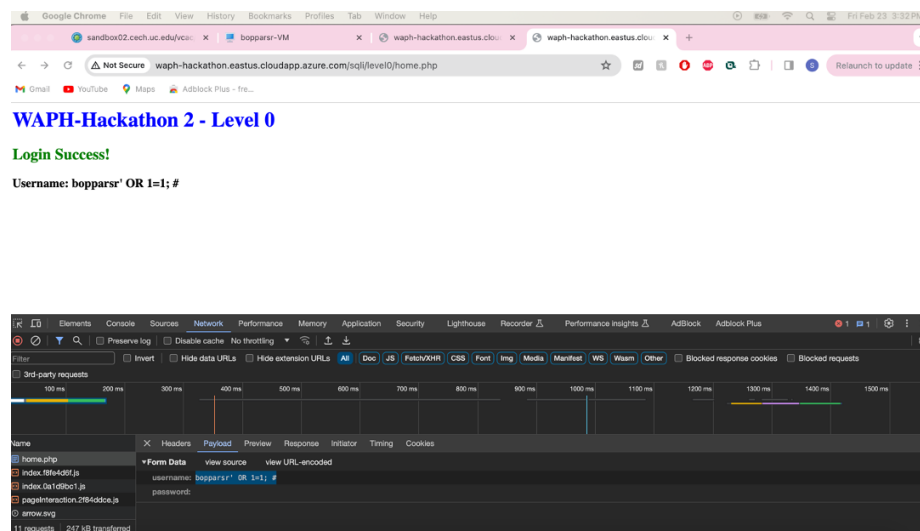 Google Chrome File Edit View History Bookmarks Profiles Tab Window Help Fri Feb 23 3:32 PM
sandbox02.cech.uc.edu/vcac bopparsr-VM waph-hackathon.eastus.clou waph-hackathon.eastus.clou
Not Secure waph-hackathon.eastus.cloudapp.azure.com/sqli/level0/home.php Relaunch to update
Gmail YouTube Maps Adblock Plus - fre...
WAPH-Hackathon 2 - Level 0
Login Success!
Username: bopparsr' OR 1=1; #
Elements Console Sources Network Performance Memory Application Security Lighthouse Recorder Performance insights AdBlock Adblock Plus 1 1
Preserve log Disable cache No throttling
Filter Invert Hide data URLs Hide extension URLs All Doc JS Fetch/XHR CSS Font Img Media Manifest WS Wasm Other Blocked response cookies Blocked requests
3rd-party requests
100 ms 200 ms 300 ms 400 ms 500 ms 600 ms 700 ms 800 ms 900 ms 1000 ms 1100 ms 1200 ms 1300 ms 1400 ms 1500 ms
Name Headers Payload Preview Response Initiator Timing Cookies
home.php Form Data view source view URL-encoded
index.f8fe4d6f.js username: bopparsr' OR 1=1; #
index.0a1d9bc1.js password:
pageInteraction.2f84ddce.js
arrow.svg
11 requests 247 kB transferred